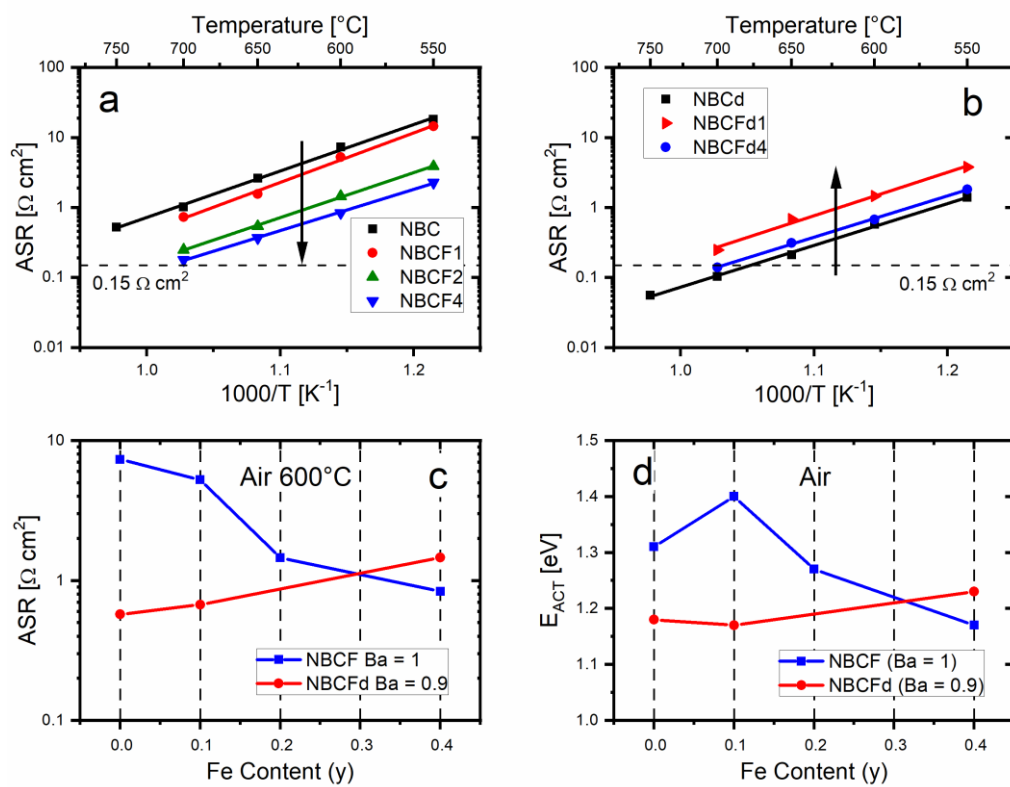 Temperature [°C]
750 700 650 600 550
a
ASR [Ω cm²]
100
10
1
0.1
0.01
0.15 Ω cm²
NBC
NBCF1
NBCF2
NBCF4
1.0 1.1 1.2
1000/T [K⁻¹]
Temperature [°C]
750 700 650 600 550
b
ASR [Ω cm²]
100
10
1
0.1
0.01
NBCd
NBCFd1
NBCFd4
0.15 Ω cm²
1.0 1.1 1.2
1000/T [K⁻¹]
Air 600°C
c
ASR [Ω cm²]
10
1
0.1
NBCF Ba = 1
NBCFd Ba = 0.9
0.0 0.1 0.2 0.3 0.4
Fe Content (y)
d
Air
E_ACT [eV]
1.5
1.4
1.3
1.2
1.1
1.0
NBCF (Ba = 1)
NBCFd (Ba = 0.9)
0.0 0.1 0.2 0.3 0.4
Fe Content (y)